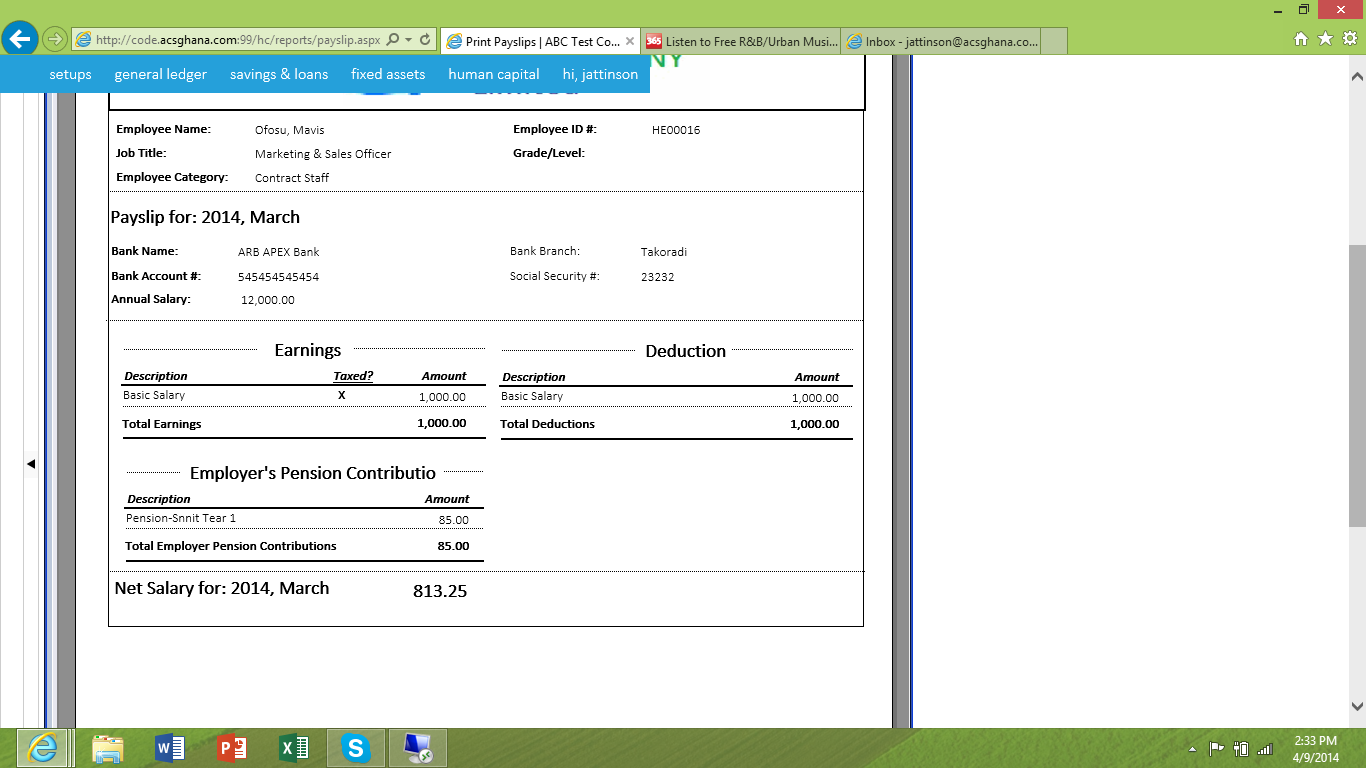 http://code.acsghana.com:99/hc/reports/payslip.aspx
Print Payslips | ABC Test Co...
365 Listen to Free R&B/Urban Musi...
Inbox - jattinson@acsghana.co...
setups general ledger savings & loans fixed assets human capital hi, jattinson
Employee Name: Ofosu, Mavis Employee ID #: HE00016
Job Title: Marketing & Sales Officer Grade/Level:
Employee Category: Contract Staff
Payslip for: 2014, March
Bank Name: ARB APEX Bank Bank Branch: Takoradi
Bank Account #: 545454545454 Social Security #: 23232
Annual Salary: 12,000.00
Earnings Deduction
Description Taxed? Amount Description Amount
Basic Salary X 1,000.00 Basic Salary 1,000.00
Total Earnings 1,000.00 Total Deductions 1,000.00
Employer's Pension Contributio
Description Amount
Pension-Snnit Tear 1 85.00
Total Employer Pension Contributions 85.00
Net Salary for: 2014, March 813.25
2:33 PM
4/9/2014